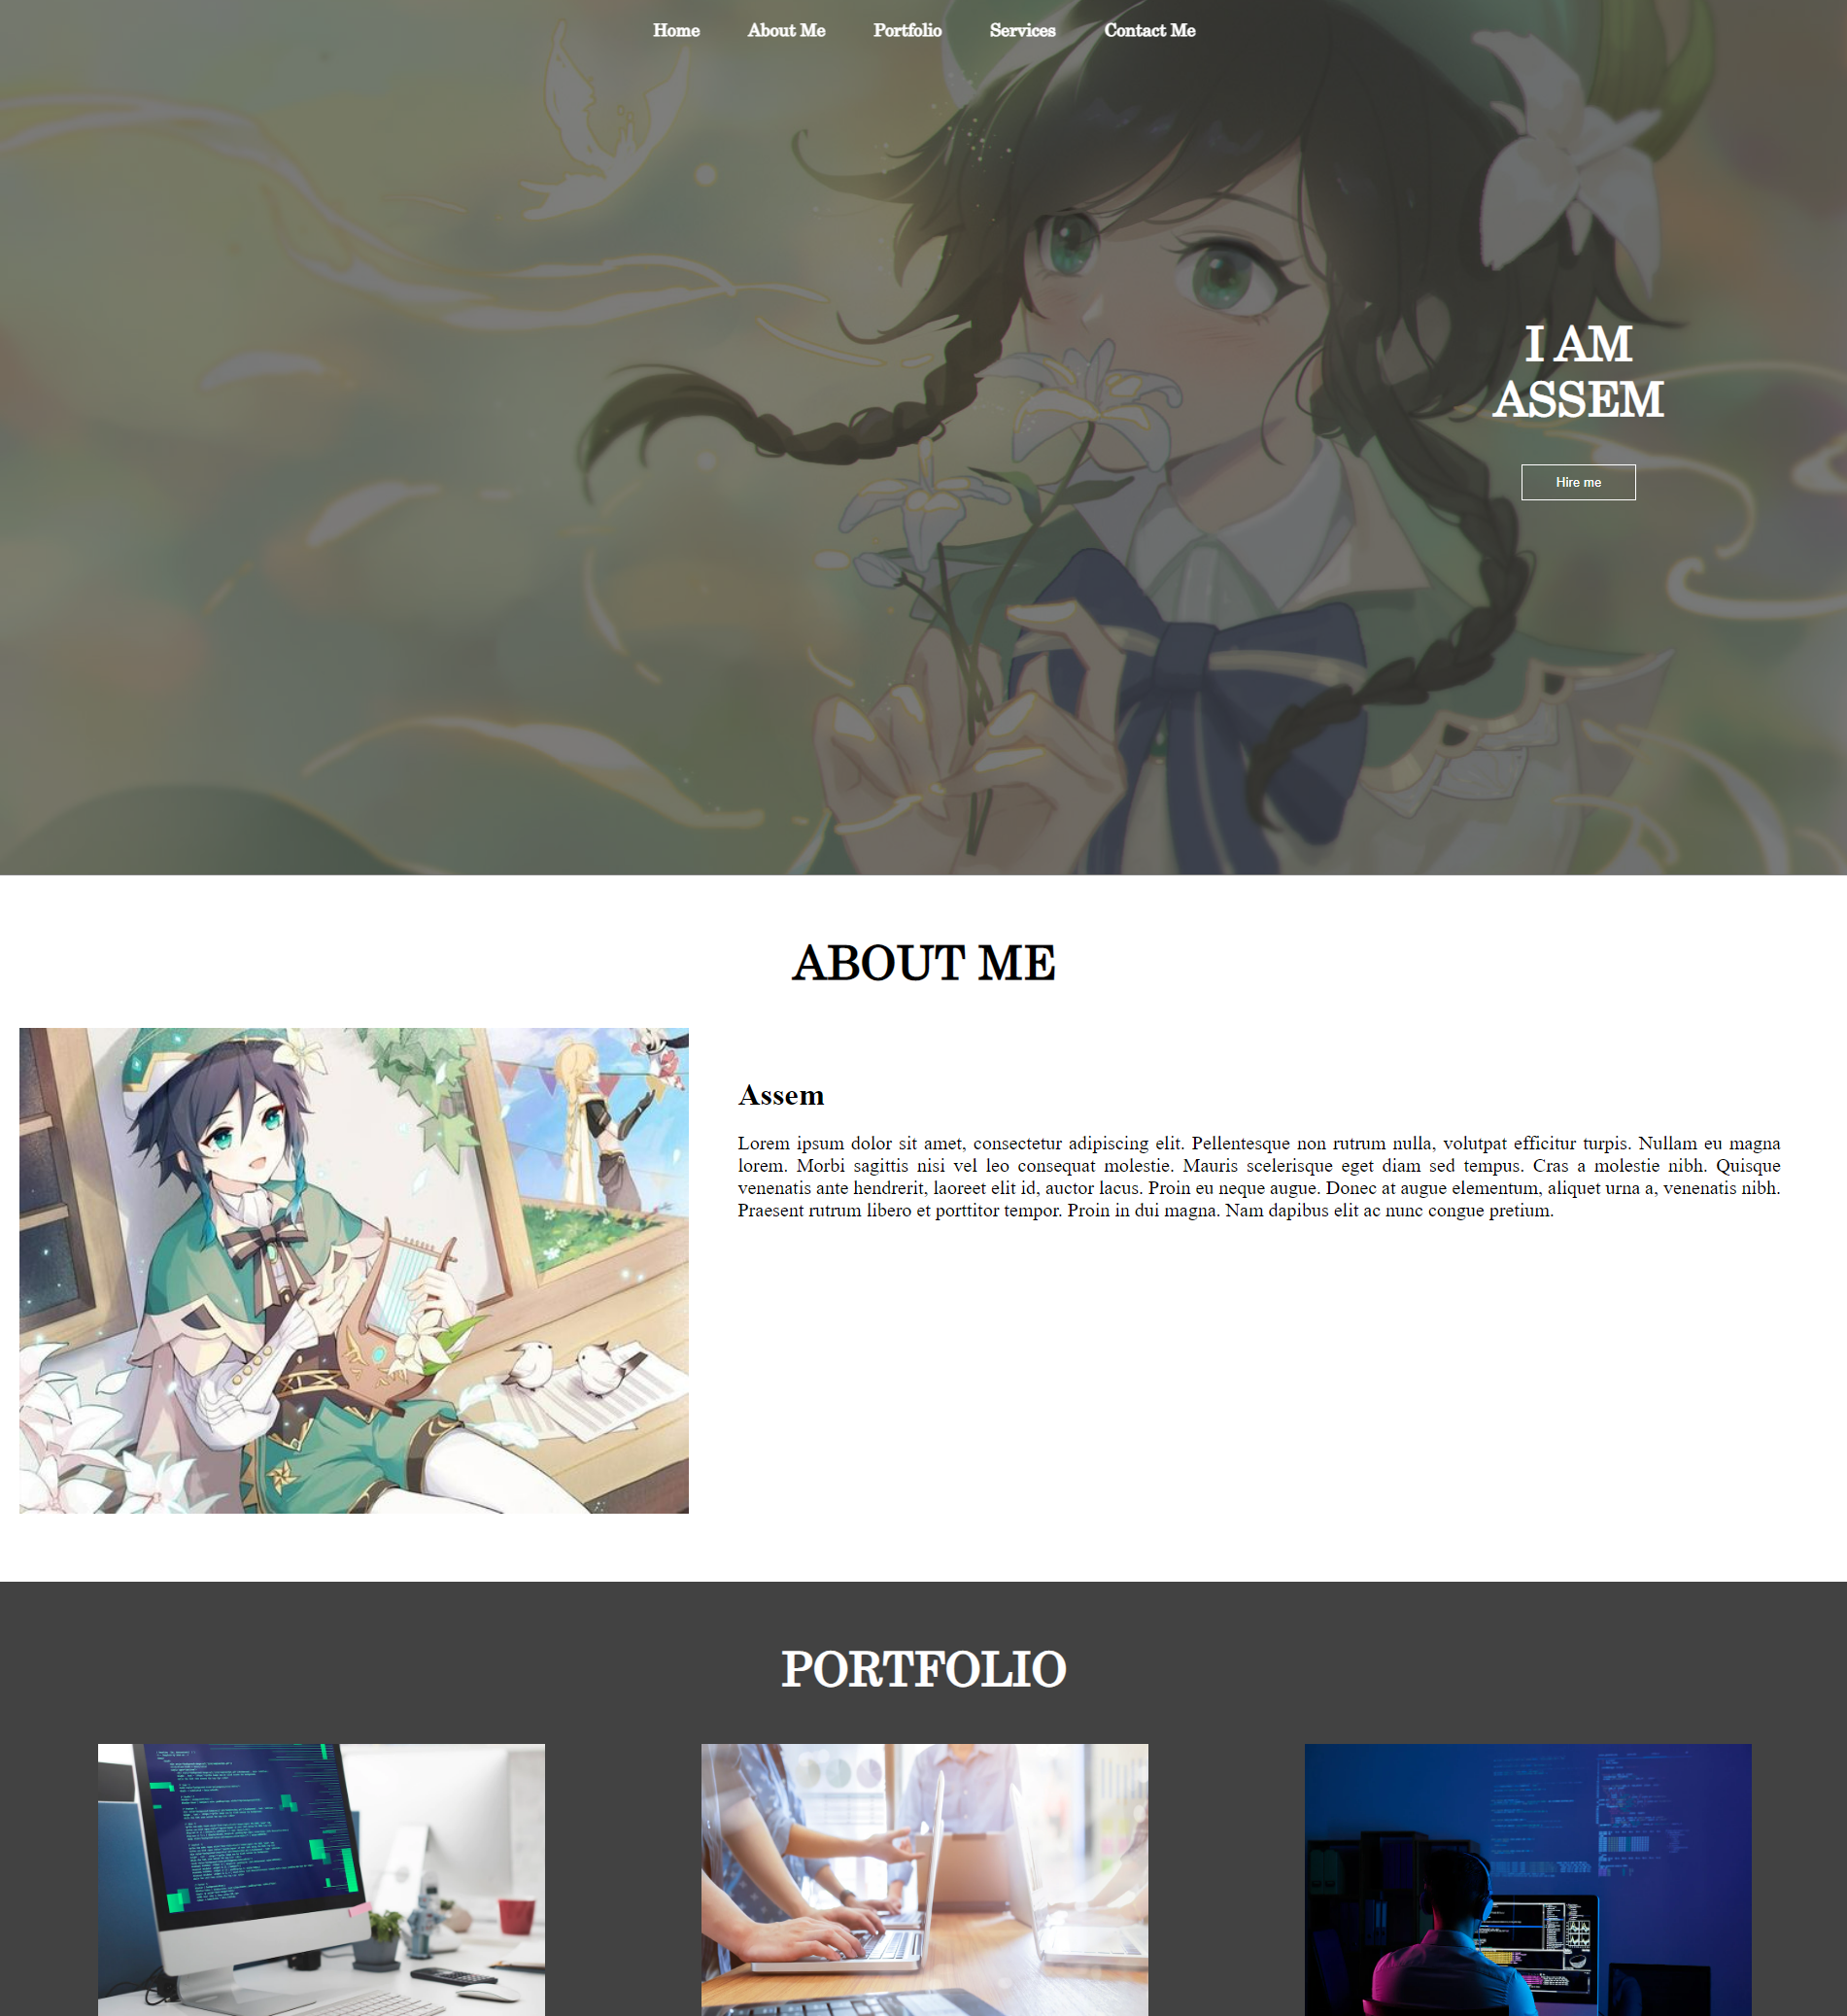 Home About Me Portfolio Services Contact Me
I AM
ASSEM
Hire me
ABOUT ME
Assem
Lorem ipsum dolor sit amet, consectetur adipiscing elit. Pellentesque non rutrum nulla, volutpat efficitur turpis. Nullam eu magna
lorem. Morbi sagittis nisi vel leo consequat molestie. Mauris scelerisque eget diam sed tempus. Cras a molestie nibh. Quisque
venenatis ante hendrerit, laoreet elit id, auctor lacus. Proin eu neque augue. Donec at augue elementum, aliquet urna a, venenatis nibh.
Praesent rutrum libero et porttitor tempor. Proin in dui magna. Nam dapibus elit ac nunc congue pretium.
PORTFOLIO